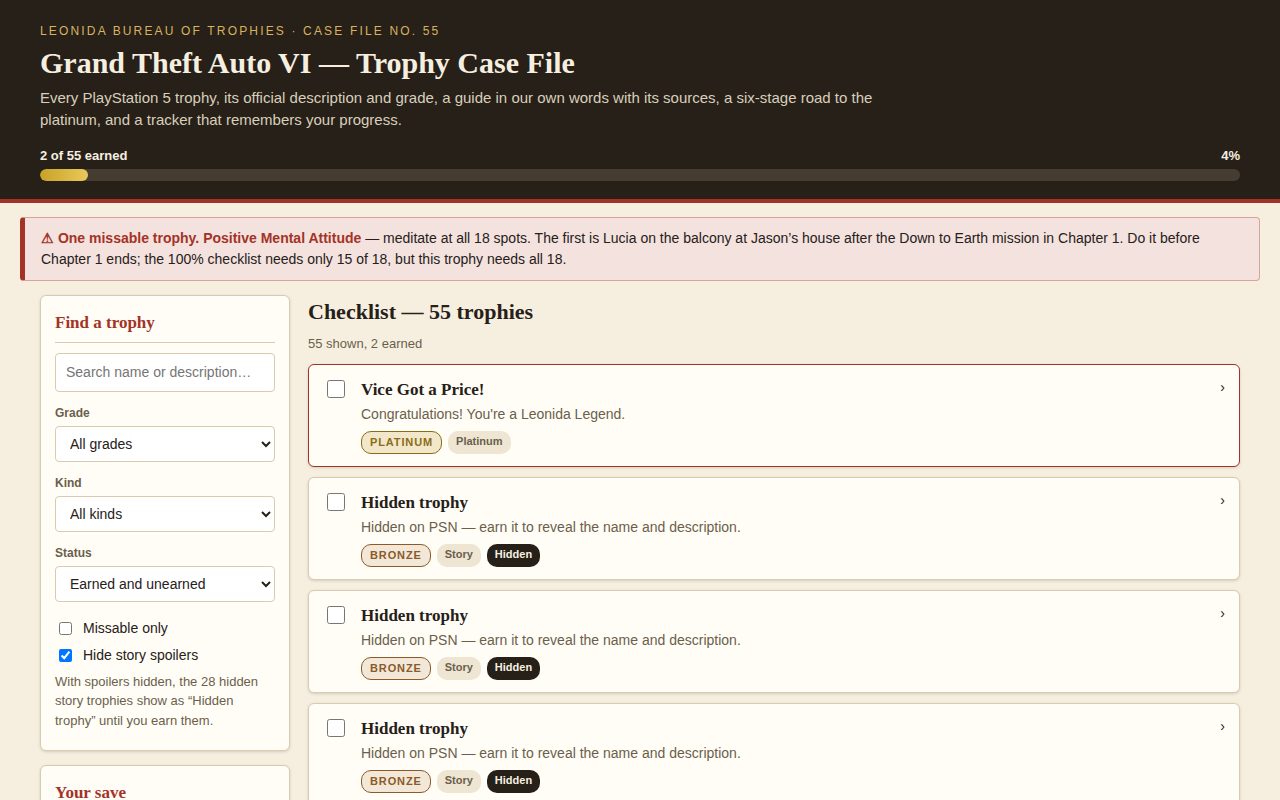 LEONIDA BUREAU OF TROPHIES · CASE FILE NO. 55
Grand Theft Auto VI — Trophy Case File
Every PlayStation 5 trophy, its official description and grade, a guide in our own words with its sources, a six-stage road to the
platinum, and a tracker that remembers your progress.
2 of 55 earned
4%
⚠ One missable trophy. Positive Mental Attitude — meditate at all 18 spots. The first is Lucia on the balcony at Jason’s house after the Down to Earth mission in Chapter 1. Do it before
Chapter 1 ends; the 100% checklist needs only 15 of 18, but this trophy needs all 18.
Find a trophy
Search name or description…
Grade
All grades
Kind
All kinds
Status
Earned and unearned
Missable only
Hide story spoilers
With spoilers hidden, the 28 hidden
story trophies show as “Hidden
trophy” until you earn them.
Your save
Checklist — 55 trophies
55 shown, 2 earned
Vice Got a Price!
›
Congratulations! You're a Leonida Legend.
PLATINUM Platinum
Hidden trophy
›
Hidden on PSN — earn it to reveal the name and description.
BRONZE Story Hidden
Hidden trophy
›
Hidden on PSN — earn it to reveal the name and description.
BRONZE Story Hidden
Hidden trophy
›
Hidden on PSN — earn it to reveal the name and description.
BRONZE Story Hidden